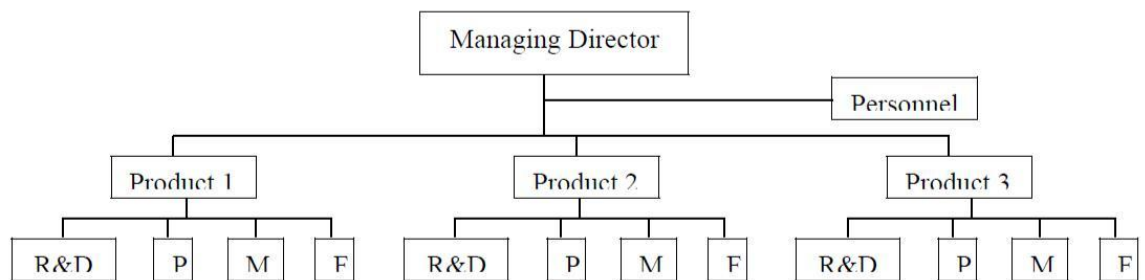 Managing Director
Personnel
Product 1
Product 2
Product 3
R&D P M F
R&D P M F
R&D P M F